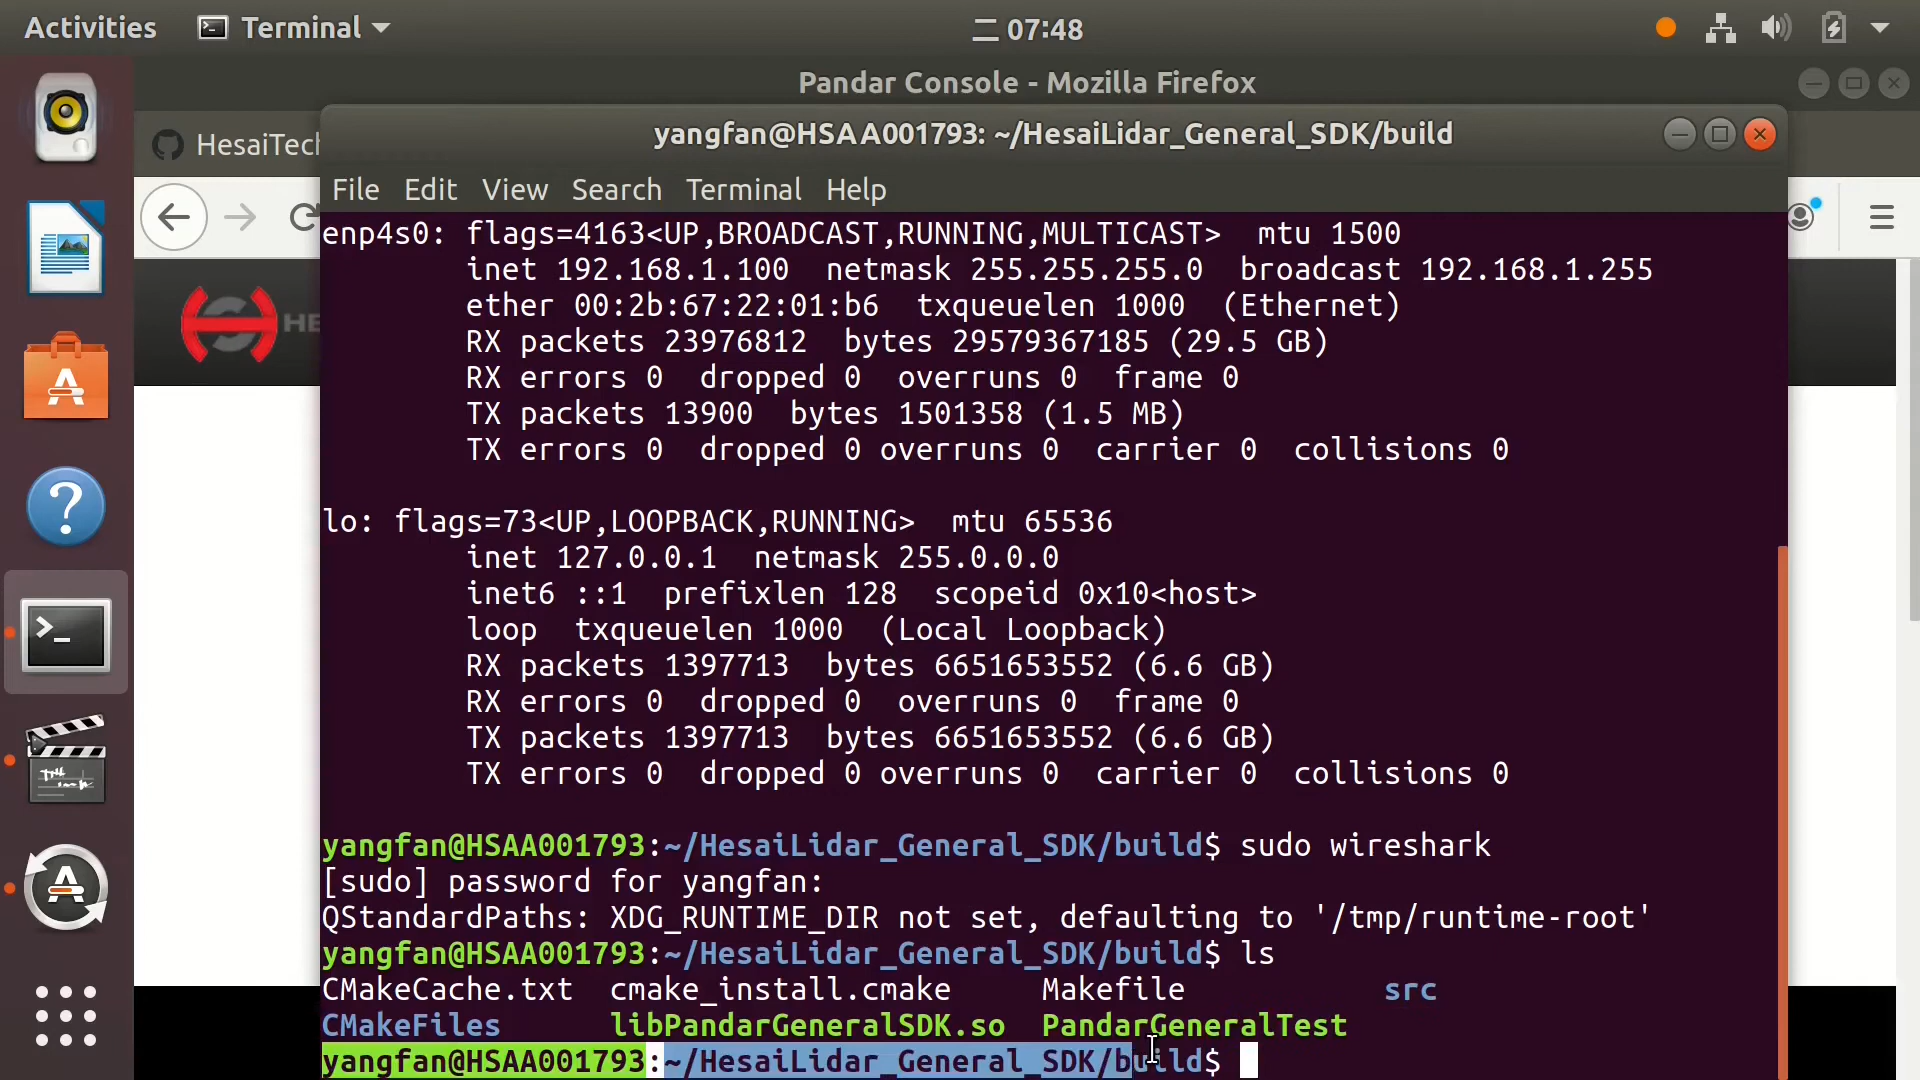 Activities
Terminal
二 07:48
Pandar Console - Mozilla Firefox
HesaiTech
yangfan@HSAA001793: ~/HesaiLidar_General_SDK/build
File Edit View Search Terminal Help
HE
enp4s0: flags=4163<UP,BROADCAST,RUNNING,MULTICAST>  mtu 1500
        inet 192.168.1.100  netmask 255.255.255.0  broadcast 192.168.1.255
        ether 00:2b:67:22:01:b6  txqueuelen 1000  (Ethernet)
        RX packets 23976812  bytes 29579367185 (29.5 GB)
        RX errors 0  dropped 0  overruns 0  frame 0
        TX packets 13900  bytes 1501358 (1.5 MB)
        TX errors 0  dropped 0 overruns 0  carrier 0  collisions 0
lo: flags=73<UP,LOOPBACK,RUNNING>  mtu 65536
        inet 127.0.0.1  netmask 255.0.0.0
        inet6 ::1  prefixlen 128  scopeid 0x10<host>
        loop  txqueuelen 1000  (Local Loopback)
        RX packets 1397713  bytes 6651653552 (6.6 GB)
        RX errors 0  dropped 0  overruns 0  frame 0
        TX packets 1397713  bytes 6651653552 (6.6 GB)
        TX errors 0  dropped 0 overruns 0  carrier 0  collisions 0
yangfan@HSAA001793:~/HesaiLidar_General_SDK/build$ sudo wireshark
[sudo] password for yangfan:
QStandardPaths: XDG_RUNTIME_DIR not set, defaulting to '/tmp/runtime-root'
yangfan@HSAA001793:~/HesaiLidar_General_SDK/build$ ls
CMakeCache.txt  cmake_install.cmake     Makefile           src
CMakeFiles      libPandarGeneralSDK.so  PandarGeneralTest
yangfan@HSAA001793:~/HesaiLidar_General_SDK/build$